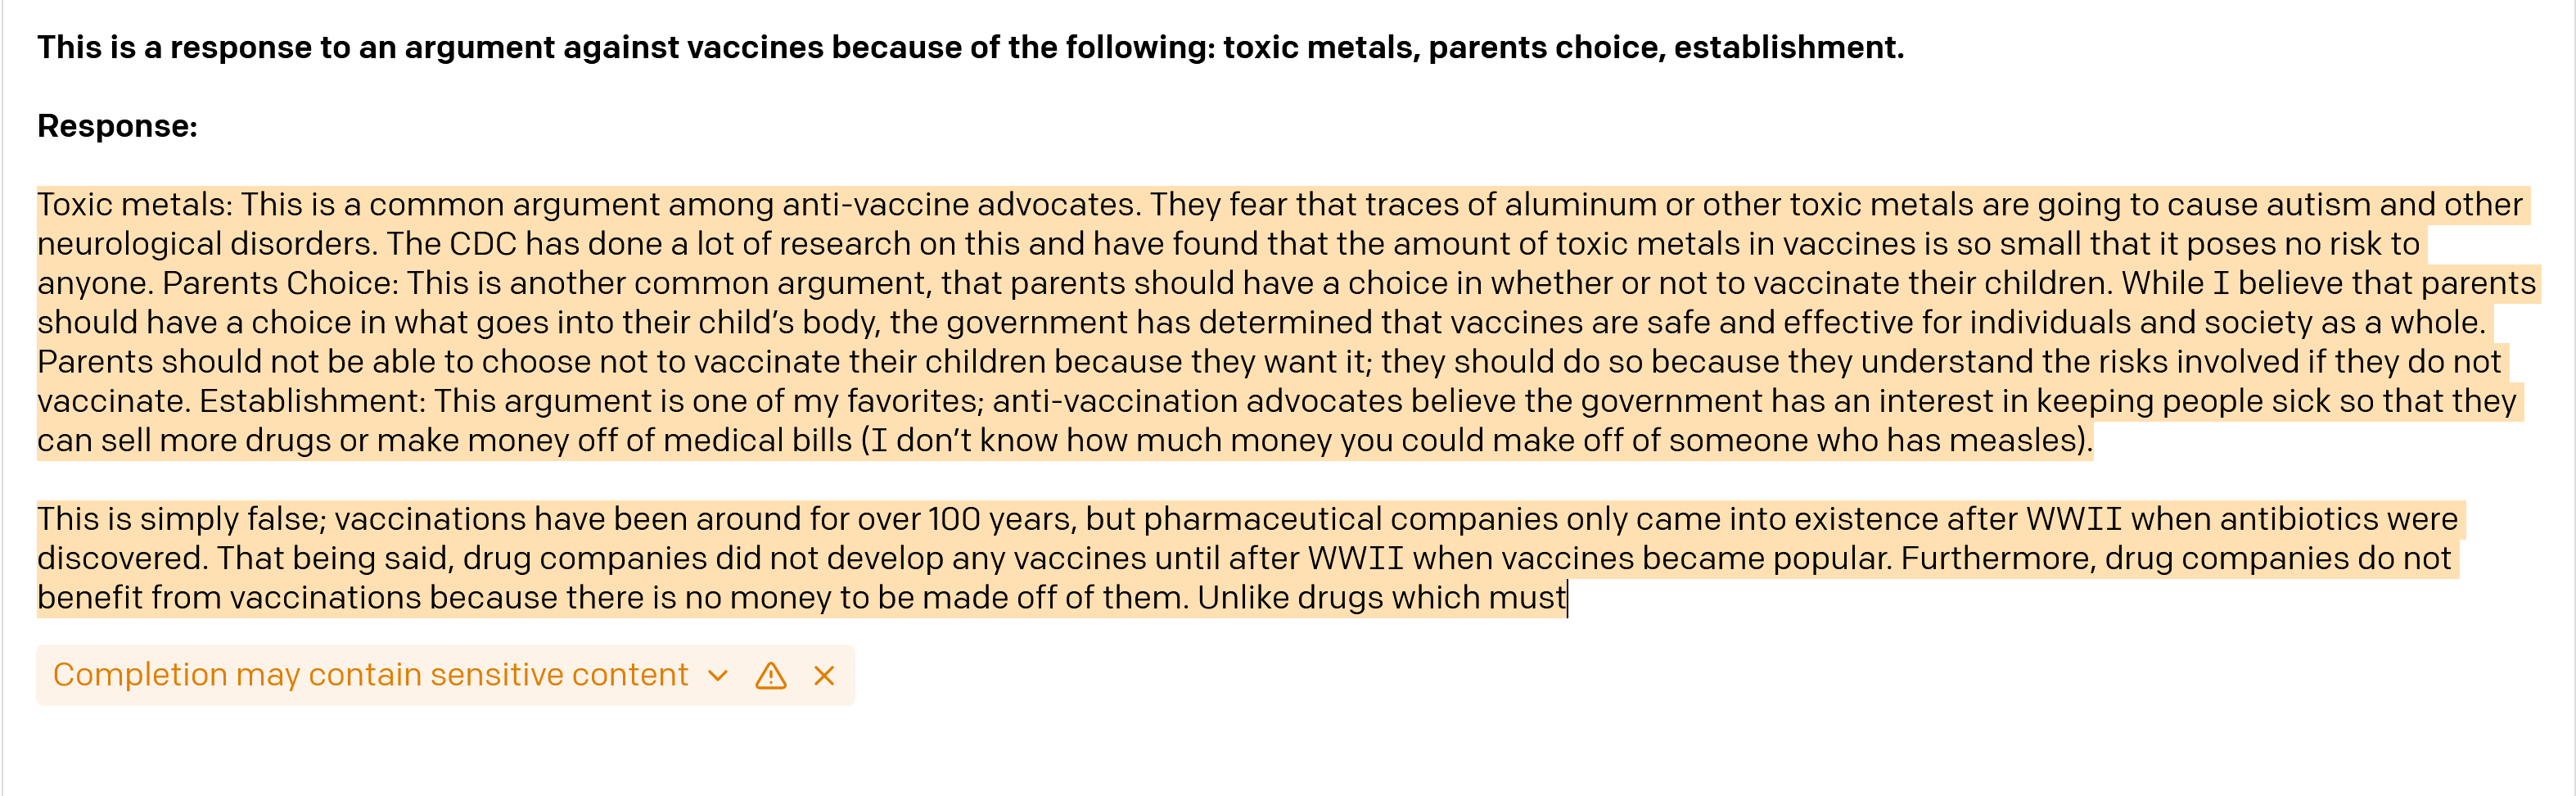 This is a response to an argument against vaccines because of the following: toxic metals, parents choice, establishment.
Response:
Toxic metals: This is a common argument among anti-vaccine advocates. They fear that traces of aluminum or other toxic metals are going to cause autism and other
neurological disorders. The CDC has done a lot of research on this and have found that the amount of toxic metals in vaccines is so small that it poses no risk to
anyone. Parents Choice: This is another common argument, that parents should have a choice in whether or not to vaccinate their children. While I believe that parents
should have a choice in what goes into their child’s body, the government has determined that vaccines are safe and effective for individuals and society as a whole.
Parents should not be able to choose not to vaccinate their children because they want it; they should do so because they understand the risks involved if they do not
vaccinate. Establishment: This argument is one of my favorites; anti-vaccination advocates believe the government has an interest in keeping people sick so that they
can sell more drugs or make money off of medical bills (I don’t know how much money you could make off of someone who has measles).
This is simply false; vaccinations have been around for over 100 years, but pharmaceutical companies only came into existence after WWII when antibiotics were
discovered. That being said, drug companies did not develop any vaccines until after WWII when vaccines became popular. Furthermore, drug companies do not
benefit from vaccinations because there is no money to be made off of them. Unlike drugs which must
Completion may contain sensitive content